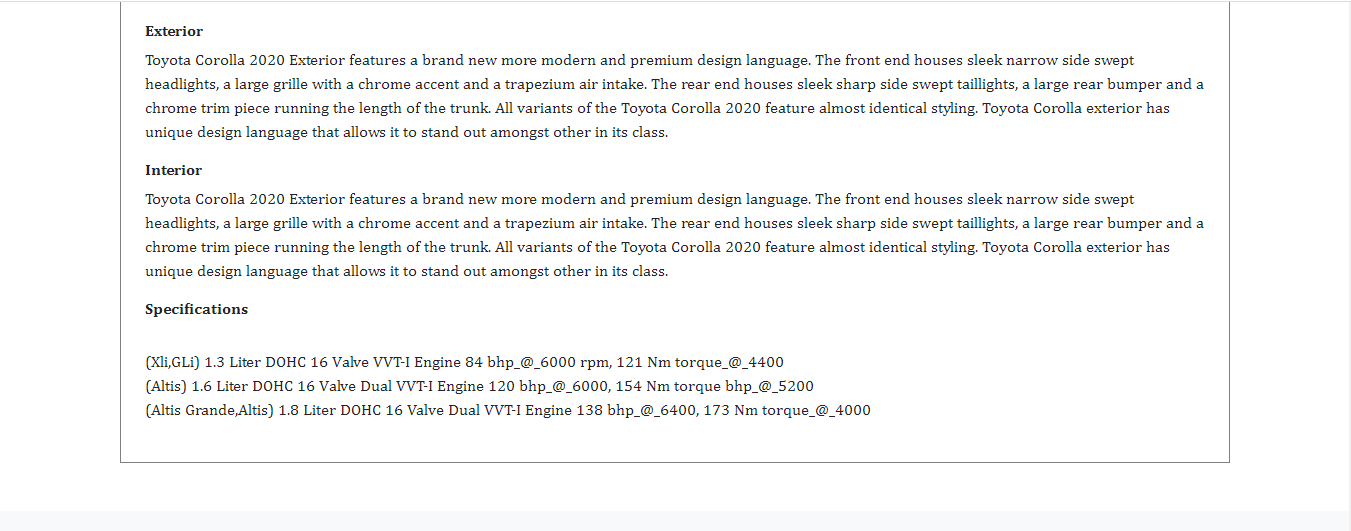 Exterior
Toyota Corolla 2020 Exterior features a brand new more modern and premium design language. The front end houses sleek narrow side swept
headlights, a large grille with a chrome accent and a trapezium air intake. The rear end houses sleek sharp side swept taillights, a large rear bumper and a
chrome trim piece running the length of the trunk. All variants of the Toyota Corolla 2020 feature almost identical styling. Toyota Corolla exterior has
unique design language that allows it to stand out amongst other in its class.
Interior
Toyota Corolla 2020 Exterior features a brand new more modern and premium design language. The front end houses sleek narrow side swept
headlights, a large grille with a chrome accent and a trapezium air intake. The rear end houses sleek sharp side swept taillights, a large rear bumper and a
chrome trim piece running the length of the trunk. All variants of the Toyota Corolla 2020 feature almost identical styling. Toyota Corolla exterior has
unique design language that allows it to stand out amongst other in its class.
Specifications
(Xli,GLi) 1.3 Liter DOHC 16 Valve VVT-I Engine 84 bhp_@_6000 rpm, 121 Nm torque_@_4400
(Altis) 1.6 Liter DOHC 16 Valve Dual VVT-I Engine 120 bhp_@_6000, 154 Nm torque bhp_@_5200
(Altis Grande,Altis) 1.8 Liter DOHC 16 Valve Dual VVT-I Engine 138 bhp_@_6400, 173 Nm torque_@_4000